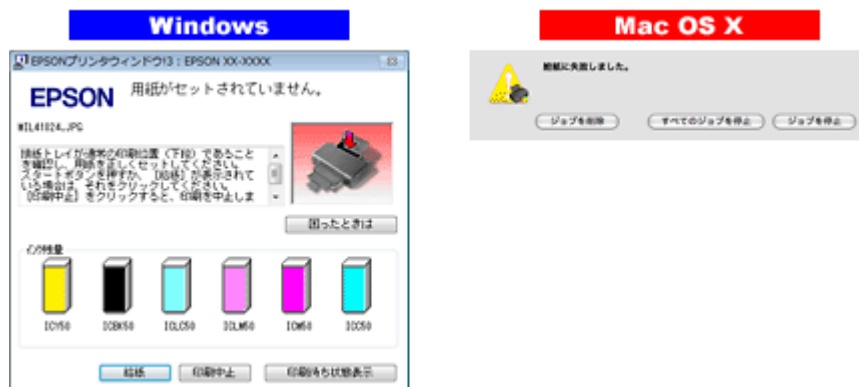 Windows
Mac OS X
EPSONプリンタウィンドウ!3 : EPSON XX-XXXX
EPSON
用紙がセットされていません。
MIL41024.JPG
排紙トレイが通常の印刷位置（下段）であること
を確認し、用紙を正しくセットしてください。
スタートボタンを押すか、［給紙］が表示されて
いる場合は、それをクリックしてください。
［印刷中止］をクリックすると、印刷を中止しま
困ったときは
インク残量
ICY50
ICBK50
ICLC50
ICLM50
ICM50
ICC50
給紙
印刷中止
印刷待ち状態表示
給紙に失敗しました。
ジョブを削除
すべてのジョブを停止
ジョブを停止